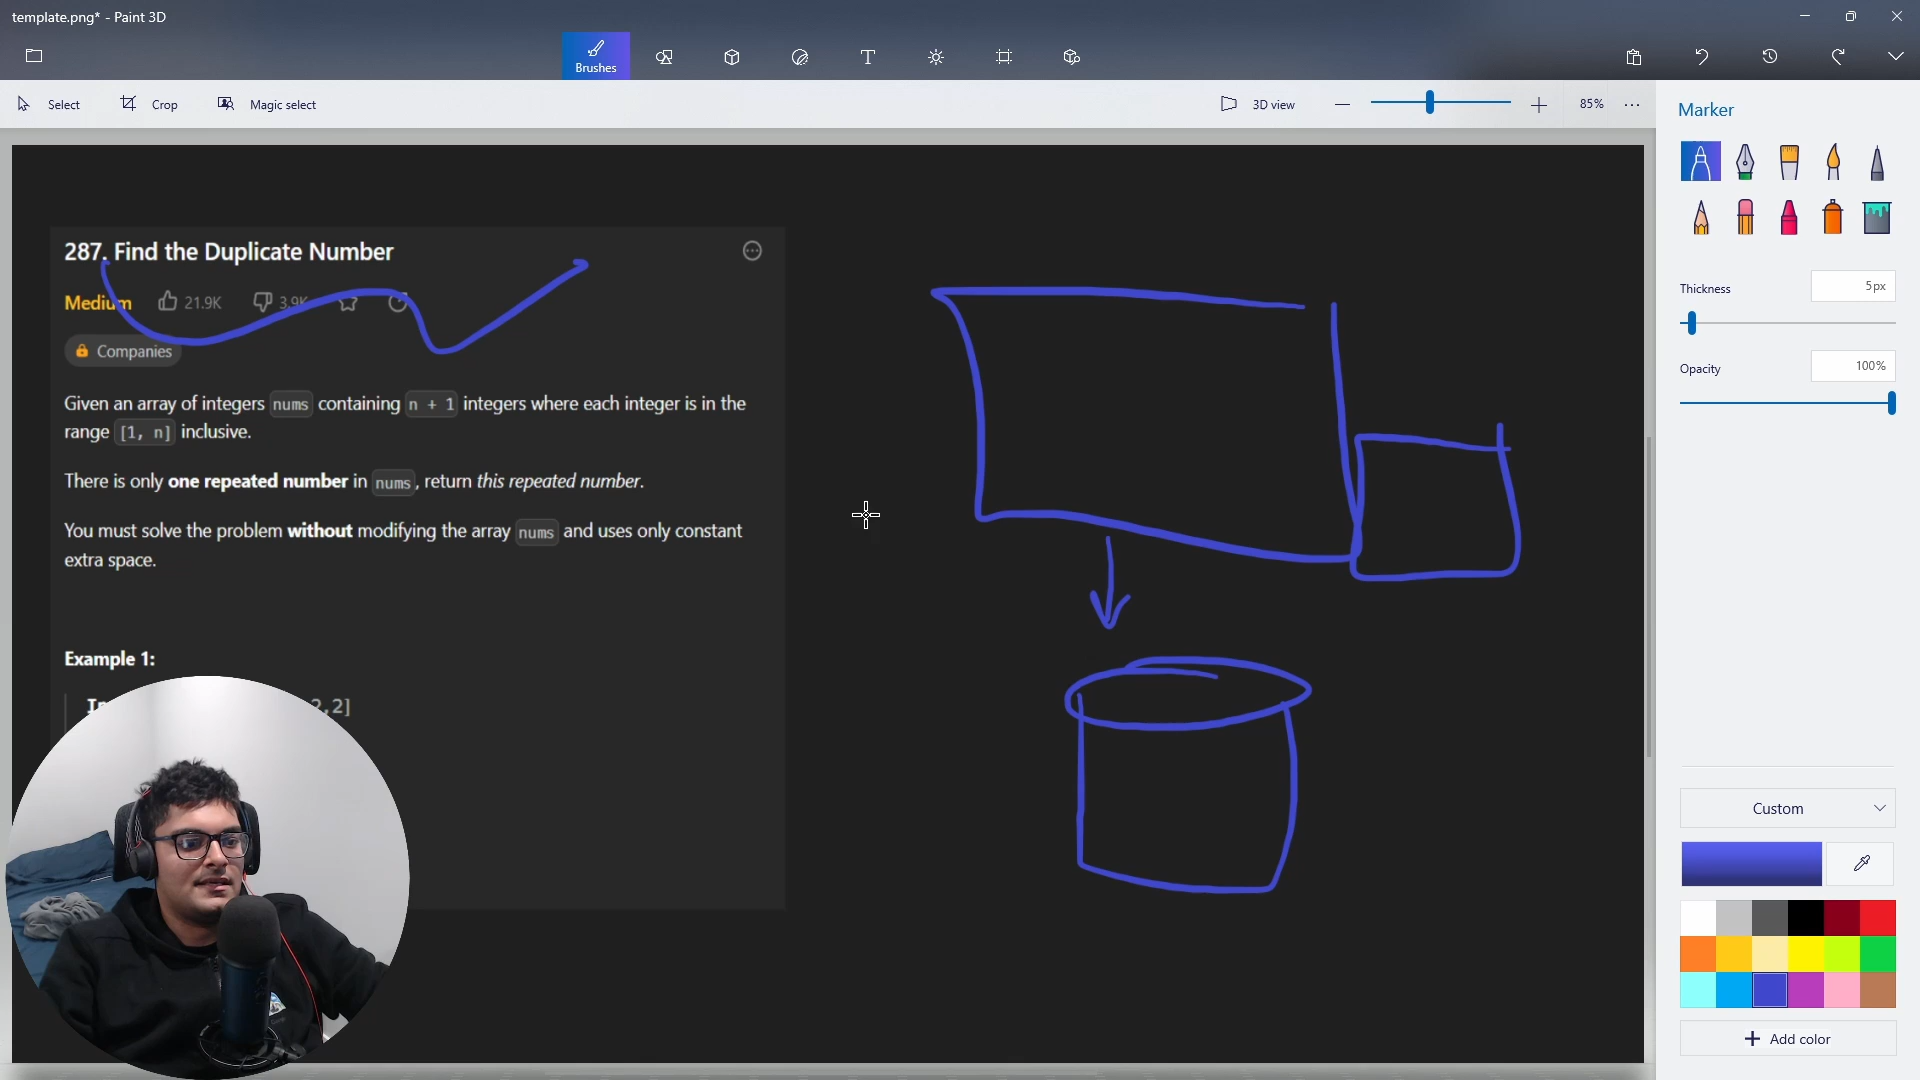 template.png* - Paint 3D
Brushes
Select
Crop
Magic select
3D view
85%
Marker
287. Find the Duplicate Number
Medium
21.9K
3.9K
Companies
Given an array of integers nums containing n + 1 integers where each integer is in the
range [1, n] inclusive.
There is only one repeated number in nums, return this repeated number.
You must solve the problem without modifying the array nums and uses only constant
extra space.
Example 1:
2,2]
Thickness
5px
Opacity
100%
Custom
Add color